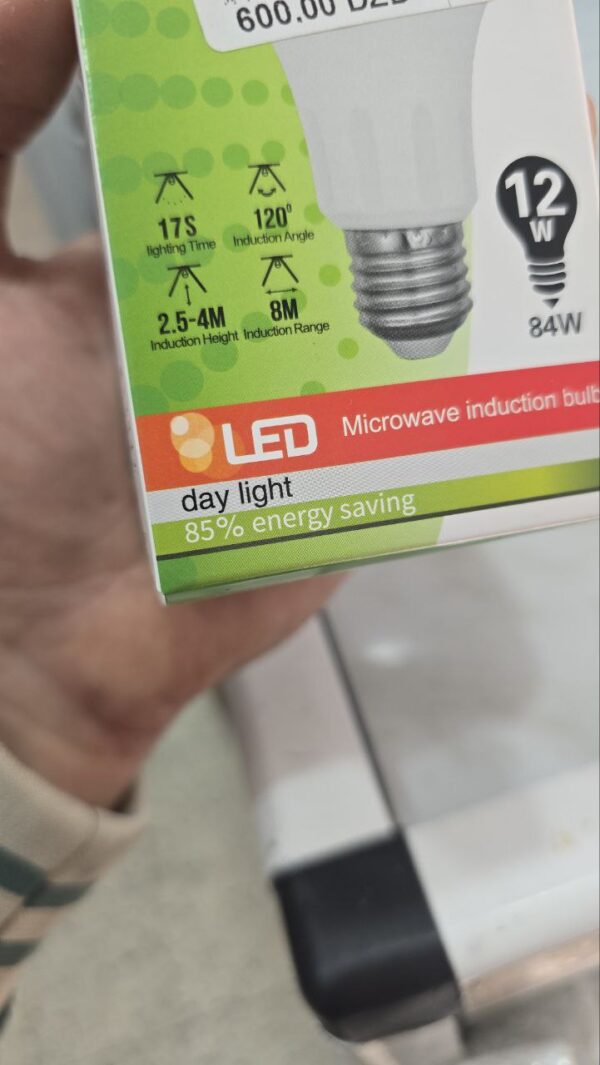 600.00
17S
lighting Time
120⁰
Induction Angle
2.5-4M
Induction Height
8M
Induction Range
12
W
84W
LED
Microwave induction bulb
day light
85% energy saving